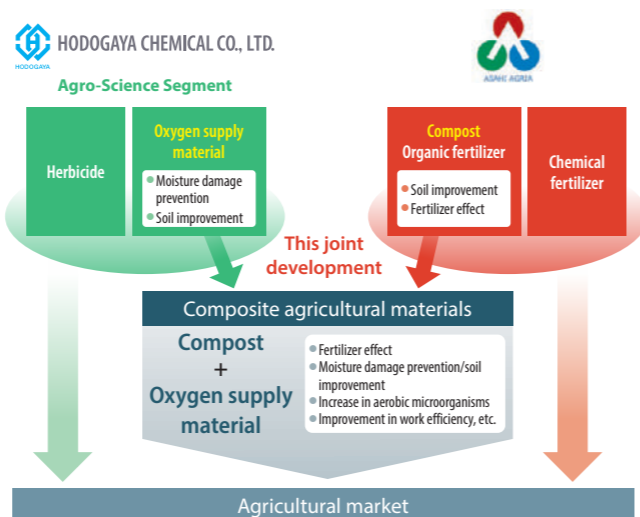 HODOGAYA
HODOGAYA CHEMICAL CO., LTD.
ASAHI AGRIA
Agro-Science Segment
Herbicide
Oxygen supply
material
Moisture damage
prevention
Soil improvement
Compost
Organic fertilizer
Soil improvement
Fertilizer effect
Chemical
fertilizer
This joint
development
Composite agricultural materials
Compost
+
Oxygen supply
material
Fertilizer effect
Moisture damage prevention/soil
improvement
Increase in aerobic microorganisms
Improvement in work efficiency, etc.
Agricultural market